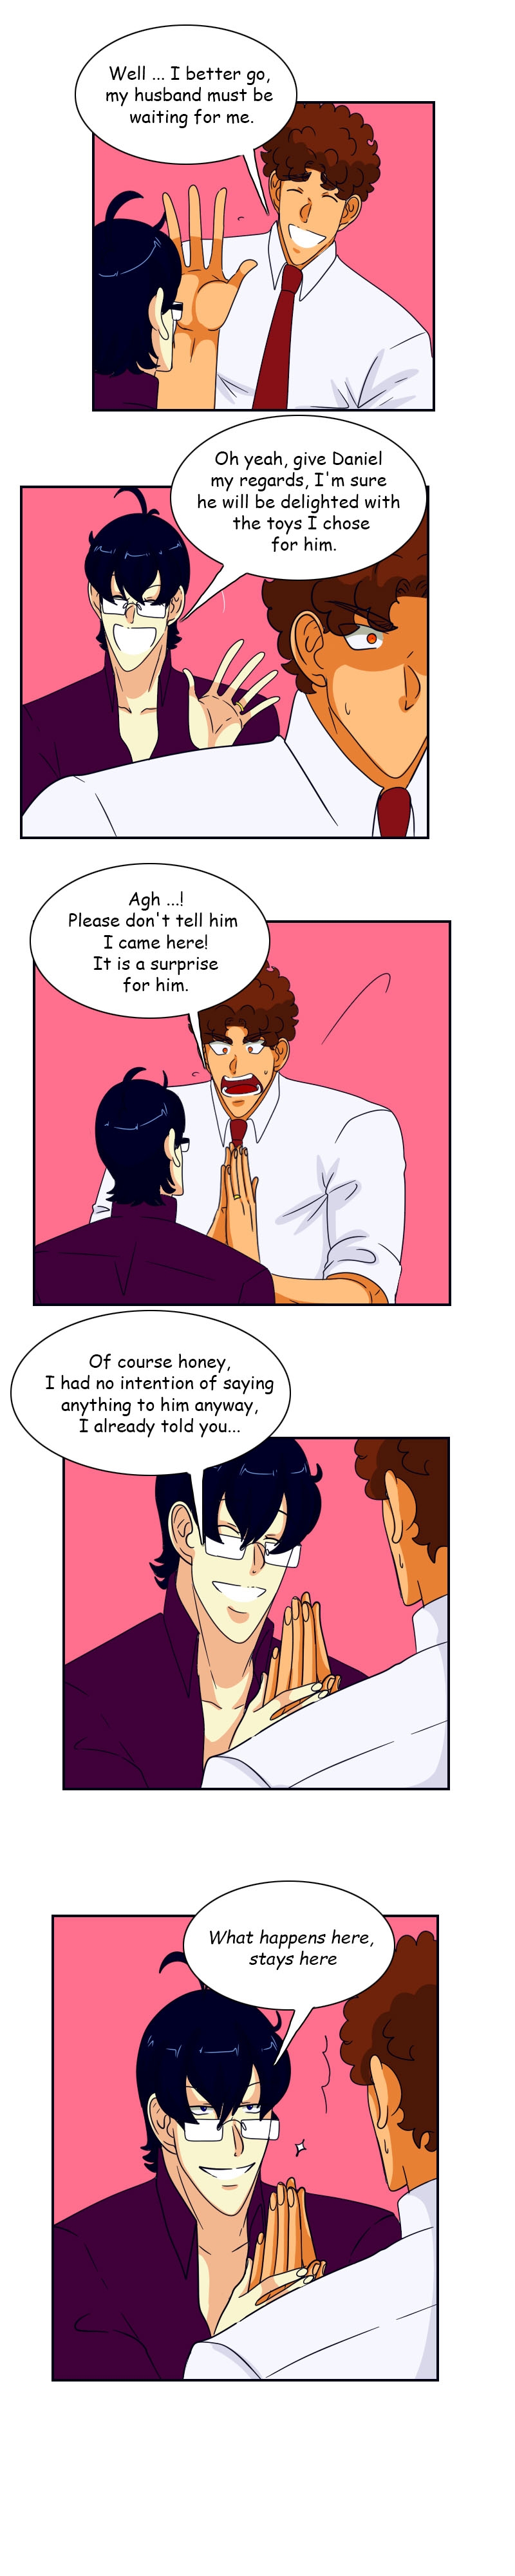 Well ... I better go,
my husband must be
waiting for me.
Oh yeah, give Daniel
my regards, I'm sure
he will be delighted with
the toys I chose
for him.
Agh ...!
Please don't tell him
I came here!
It is a surprise
for him.
Of course honey,
I had no intention of saying
anything to him anyway,
I already told you...
What happens here,
stays here